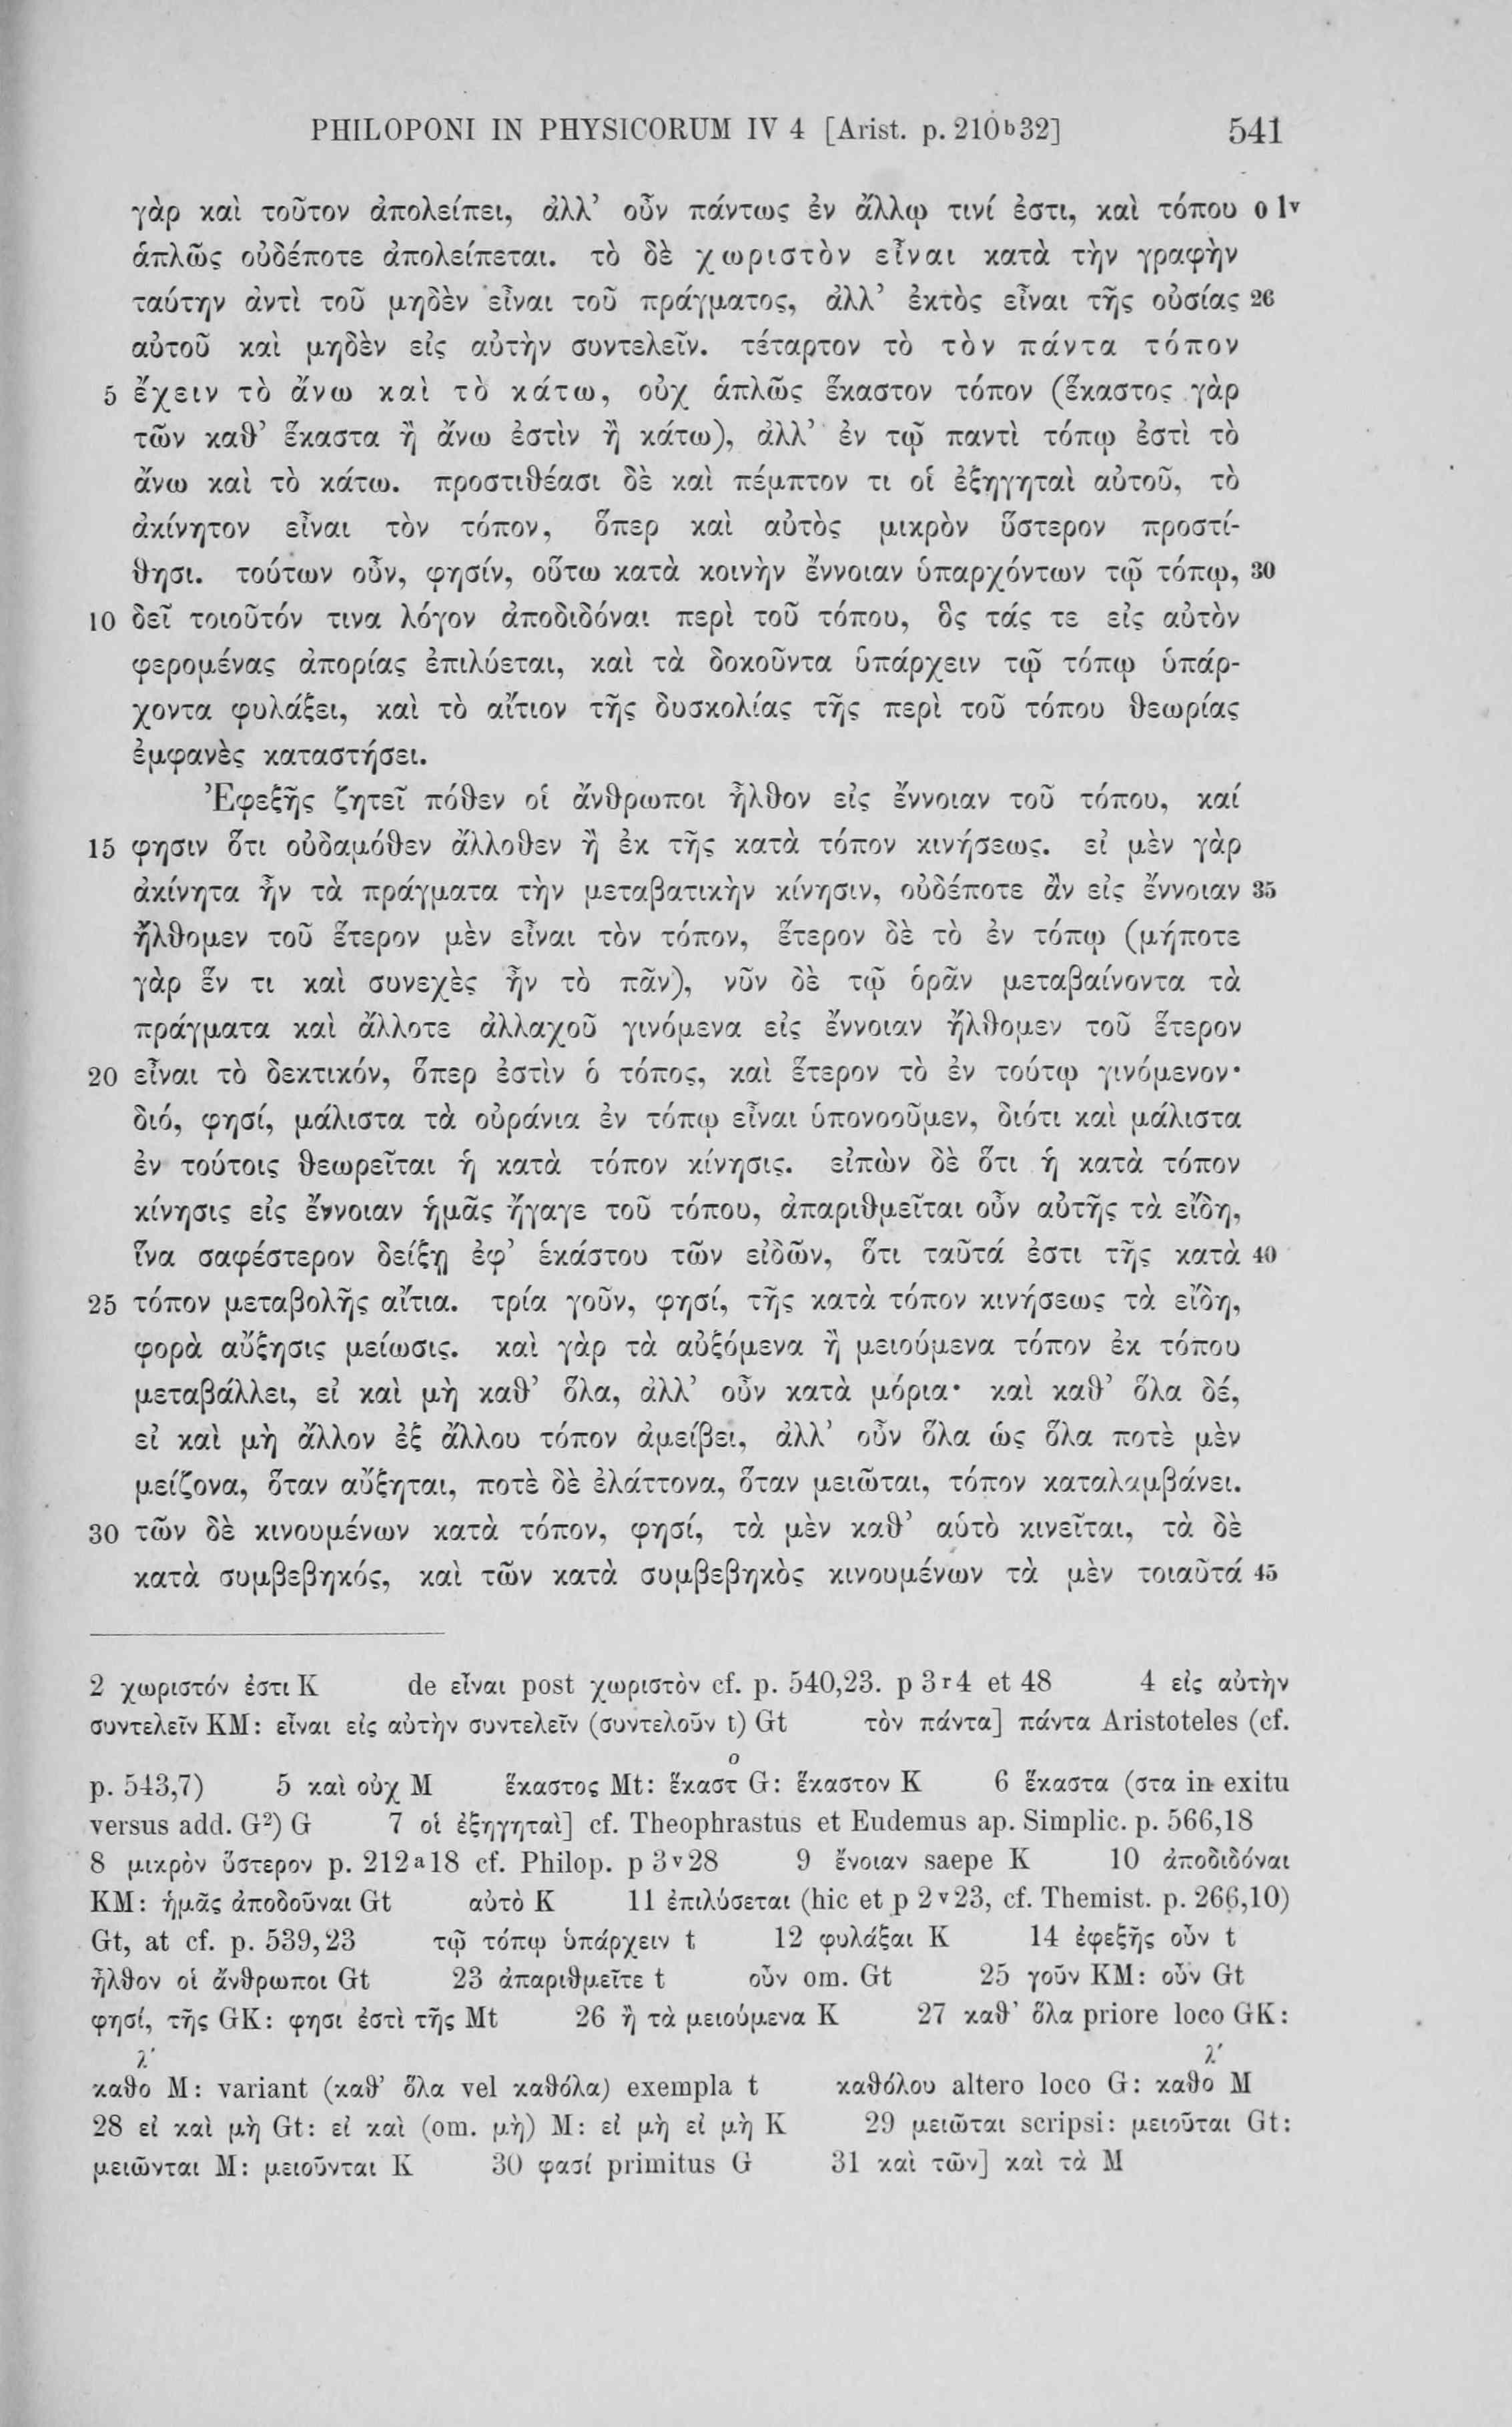 PHILOPONI IN PHYSICORUM IV 4 [Arist. p. 210ᵇ32] 541
γὰρ καὶ τοῦτον ἀπολείπει, ἀλλ’ οὖν πάντως ἐν ἄλλῳ τινί ἐστι, καὶ τόπου o 1ᵛ
ἁπλῶς οὐδέποτε ἀπολείπεται. τὸ δὲ χωριστὸν εἶναι κατὰ τὴν γραφὴν
ταύτην ἀντὶ τοῦ μηδὲν εἶναι τοῦ πράγματος, ἀλλ’ ἐκτὸς εἶναι τῆς οὐσίας 26
αὐτοῦ καὶ μηδὲν εἰς αὐτὴν συντελεῖν. τέταρτον τὸ τὸν πάντα τόπον
5 ἔχειν τὸ ἄνω καὶ τὸ κάτω, οὐχ ἁπλῶς ἕκαστον τόπον (ἕκαστος γὰρ
τῶν καθ’ ἕκαστα ἢ ἄνω ἐστὶν ἢ κάτω), ἀλλ’ ἐν τῷ παντὶ τόπῳ ἐστὶ τὸ
ἄνω καὶ τὸ κάτω. προστιθέασι δὲ καὶ πέμπτον τι οἱ ἐξηγηταὶ αὐτοῦ, τὸ
ἀκίνητον εἶναι τὸν τόπον, ὅπερ καὶ αὐτὸς μικρὸν ὕστερον προστί-
θησι. τούτων οὖν, φησίν, οὕτω κατὰ κοινὴν ἔννοιαν ὑπαρχόντων τῷ τόπῳ, 30
10 δεῖ τοιοῦτόν τινα λόγον ἀποδιδόναι περὶ τοῦ τόπου, ὃς τάς τε εἰς αὐτὸν
φερομένας ἀπορίας ἐπιλύεται, καὶ τὰ δοκοῦντα ὑπάρχειν τῷ τόπῳ ὑπάρ-
χοντα φυλάξει, καὶ τὸ αἴτιον τῆς δυσκολίας τῆς περὶ τοῦ τόπου θεωρίας
ἐμφανὲς καταστήσει.
Ἐφεξῆς ζητεῖ πόθεν οἱ ἄνθρωποι ἦλθον εἰς ἔννοιαν τοῦ τόπου, καί
15 φησιν ὅτι οὐδαμόθεν ἄλλοθεν ἢ ἐκ τῆς κατὰ τόπον κινήσεως. εἰ μὲν γὰρ
ἀκίνητα ἦν τὰ πράγματα τὴν μεταβατικὴν κίνησιν, οὐδέποτε ἂν εἰς ἔννοιαν 35
ἤλθομεν τοῦ ἕτερον μὲν εἶναι τὸν τόπον, ἕτερον δὲ τὸ ἐν τόπῳ (μήποτε
γὰρ ἕν τι καὶ συνεχὲς ἦν τὸ πᾶν), νῦν δὲ τῷ ὁρᾶν μεταβαίνοντα τὰ
πράγματα καὶ ἄλλοτε ἀλλαχοῦ γινόμενα εἰς ἔννοιαν ἤλθομεν τοῦ ἕτερον
20 εἶναι τὸ δεκτικόν, ὅπερ ἐστὶν ὁ τόπος, καὶ ἕτερον τὸ ἐν τούτῳ γινόμενον·
διό, φησί, μάλιστα τὰ οὐράνια ἐν τόπῳ εἶναι ὑπονοοῦμεν, διότι καὶ μάλιστα
ἐν τούτοις θεωρεῖται ἡ κατὰ τόπον κίνησις. εἰπὼν δὲ ὅτι ἡ κατὰ τόπον
κίνησις εἰς ἔννοιαν ἡμᾶς ἤγαγε τοῦ τόπου, ἀπαριθμεῖται οὖν αὐτῆς τὰ εἴδη,
ἵνα σαφέστερον δείξῃ ἐφ’ ἑκάστου τῶν εἰδῶν, ὅτι ταῦτά ἐστι τῆς κατὰ 40
25 τόπον μεταβολῆς αἴτια. τρία γοῦν, φησί, τῆς κατὰ τόπον κινήσεως τὰ εἴδη,
φορὰ αὔξησις μείωσις. καὶ γὰρ τὰ αὐξόμενα ἢ μειούμενα τόπον ἐκ τόπου
μεταβάλλει, εἰ καὶ μὴ καθ’ ὅλα, ἀλλ’ οὖν κατὰ μόρια· καὶ καθ’ ὅλα δέ,
εἰ καὶ μὴ ἄλλον ἐξ ἄλλου τόπον ἀμείβει, ἀλλ’ οὖν ὅλα ὡς ὅλα ποτὲ μὲν
μείζονα, ὅταν αὔξηται, ποτὲ δὲ ἐλάττονα, ὅταν μειῶται, τόπον καταλαμβάνει.
30 τῶν δὲ κινουμένων κατὰ τόπον, φησί, τὰ μὲν καθ’ αὑτὸ κινεῖται, τὰ δὲ
κατὰ συμβεβηκός, καὶ τῶν κατὰ συμβεβηκὸς κινουμένων τὰ μὲν τοιαῦτά 45
2 χωριστόν ἐστι K de εἶναι post χωριστὸν cf. p. 540,23. p 3ʳ4 et 48 4 εἰς αὐτὴν
συντελεῖν KM: εἶναι εἰς αὐτὴν συντελεῖν (συντελοῦν t) Gt τὸν πάντα] πάντα Aristoteles (cf.
p. 543,7) 5 καὶ οὐχ M ἕκαστος Mt: ἕκαστͦ G: ἕκαστον K 6 ἕκαστα (στα in exitu
versus add. G²) G 7 οἱ ἐξηγηταὶ] cf. Theophrastus et Eudemus ap. Simplic. p. 566,18
8 μικρὸν ὕστερον p. 212ᵃ18 cf. Philop. p 3ᵛ28 9 ἔνοιαν saepe K 10 ἀποδιδόναι
KM: ἡμᾶς ἀποδοῦναι Gt αὐτὸ K 11 ἐπιλύσεται (hic et p 2ᵛ23, cf. Themist. p. 266,10)
Gt, at cf. p. 539,23 τῷ τόπῳ ὑπάρχειν t 12 φυλάξαι K 14 ἐφεξῆς οὖν t
ἦλθον οἱ ἄνθρωποι Gt 23 ἀπαριθμεῖτε t οὖν om. Gt 25 γοῦν KM: οὖν Gt
φησί, τῆς GK: φησι ἐστὶ τῆς Mt 26 ἢ τὰ μειούμενα K 27 καθ’ ὅλα priore loco GK:
καθο λ’ M: variant (καθ’ ὅλα vel καθόλα) exempla t καθόλου altero loco G: καθο λ’ M
28 εἰ καὶ μὴ Gt: εἰ καὶ (om. μὴ) M: εἰ μὴ εἰ μὴ K 29 μειῶται scripsi: μειοῦται Gt:
μειῶνται M: μειοῦνται K 30 φασί primitus G 31 καὶ τῶν] καὶ τὰ M